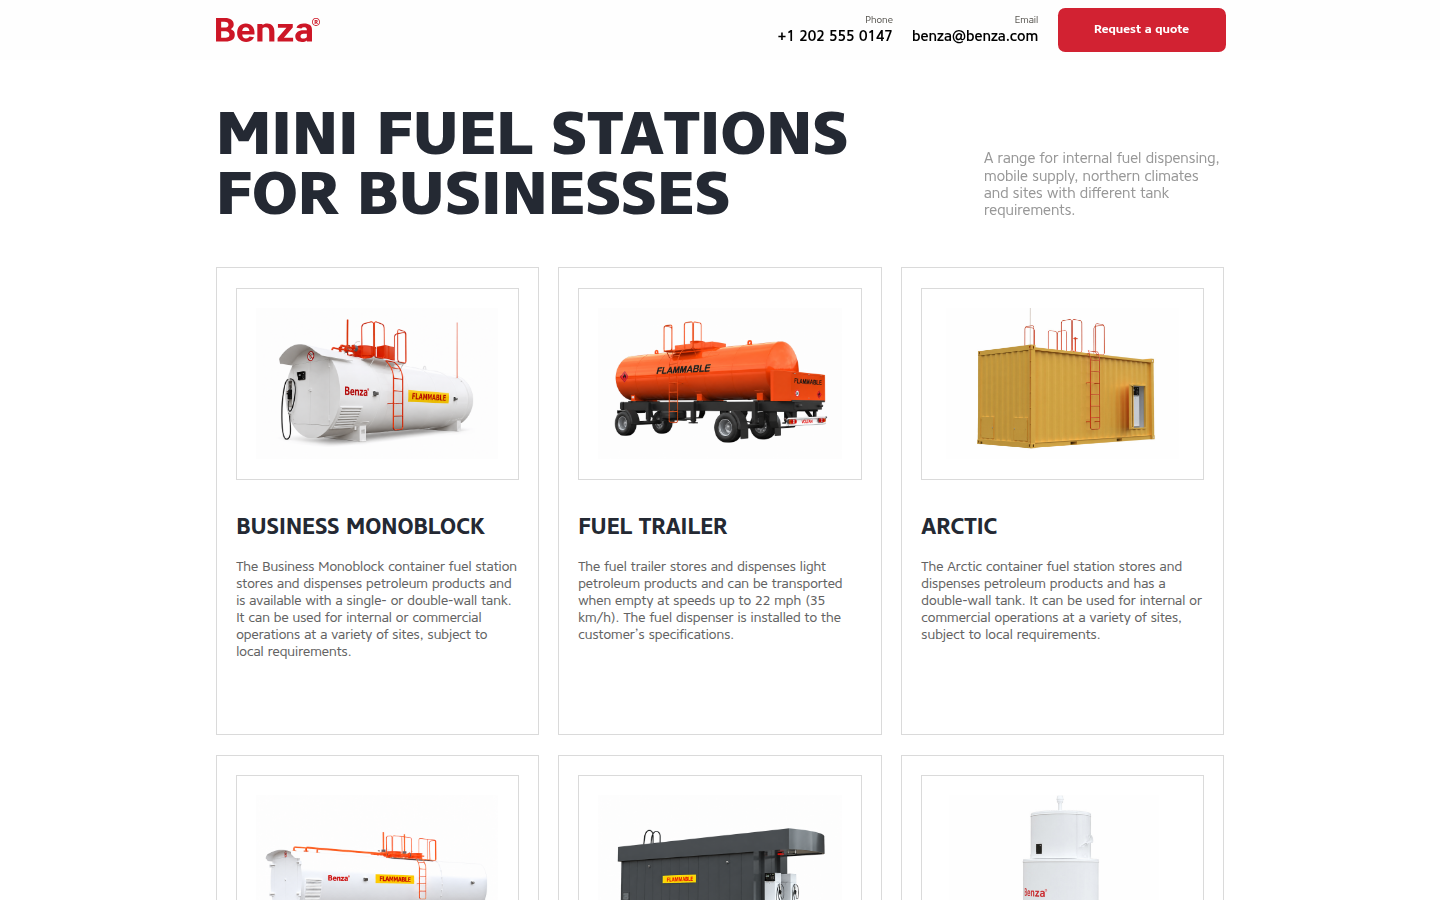 Benza®
Phone
+1 202 555 0147
Email
benza@benza.com
Request a quote
MINI FUEL STATIONS
FOR BUSINESSES
A range for internal fuel dispensing,
mobile supply, northern climates
and sites with different tank
requirements.
Benza
FLAMMABLE
FLAMMABLE
FLAMMABLE
BUSINESS MONOBLOCK
The Business Monoblock container fuel station
stores and dispenses petroleum products and
is available with a single- or double-wall tank.
It can be used for internal or commercial
operations at a variety of sites, subject to
local requirements.
FUEL TRAILER
The fuel trailer stores and dispenses light
petroleum products and can be transported
when empty at speeds up to 22 mph (35
km/h). The fuel dispenser is installed to the
customer's specifications.
ARCTIC
The Arctic container fuel station stores and
dispenses petroleum products and has a
double-wall tank. It can be used for internal or
commercial operations at a variety of sites,
subject to local requirements.
Benza
FLAMMABLE
FLAMMABLE
Benza